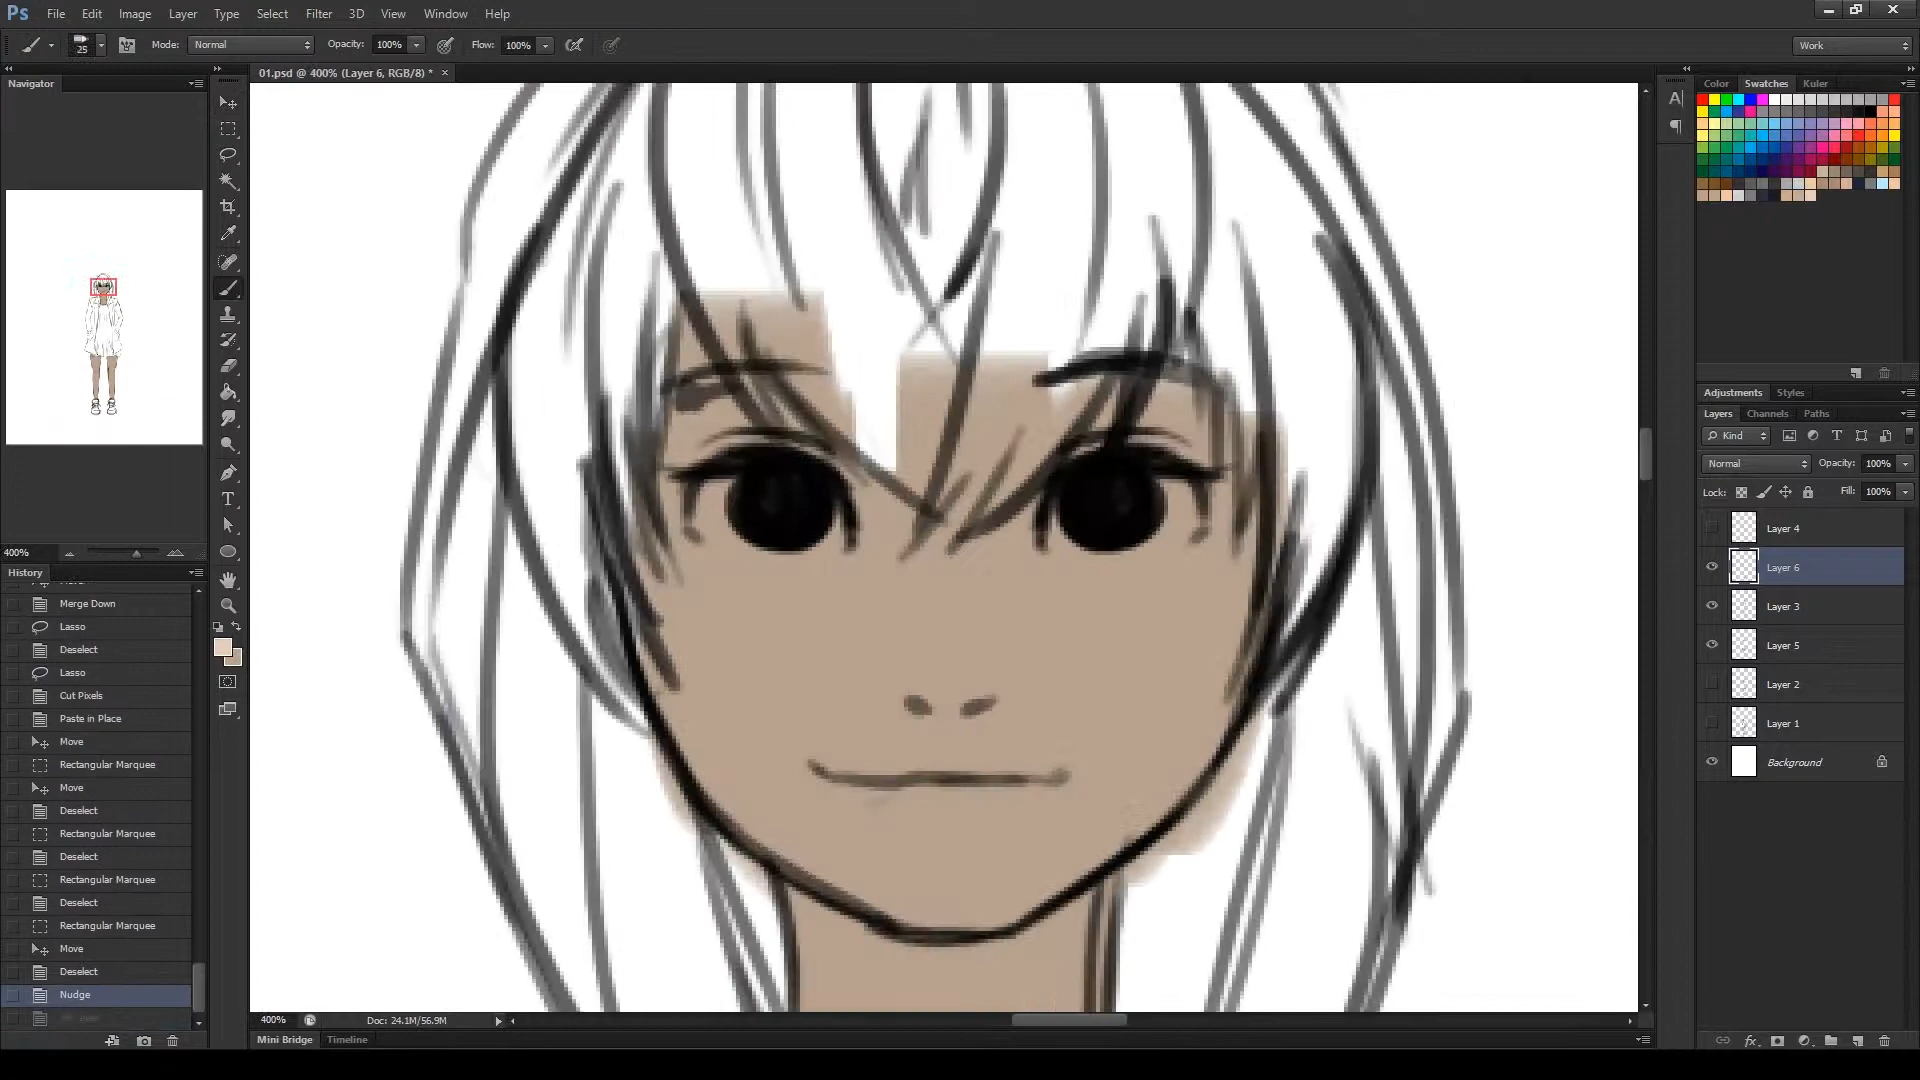 Ps File Edit Image Layer Type Select Filter 3D View Window Help
25 Mode: Normal Opacity: 100% Flow: 100% Work
Navigator
01.psd @ 400% (Layer 6, RGB/8) *
Color Swatches Kuler
400%
History
Merge Down
Lasso
Deselect
Lasso
Cut Pixels
Paste in Place
Move
Rectangular Marquee
Move
Deselect
Rectangular Marquee
Deselect
Rectangular Marquee
Deselect
Rectangular Marquee
Move
Deselect
Nudge
Adjustments Styles
Layers Channels Paths
Kind
Normal Opacity: 100%
Lock: Fill: 100%
Layer 4
Layer 6
Layer 3
Layer 5
Layer 2
Layer 1
Background
fx
400% Doc: 24.1M/56.9M
Mini Bridge Timeline